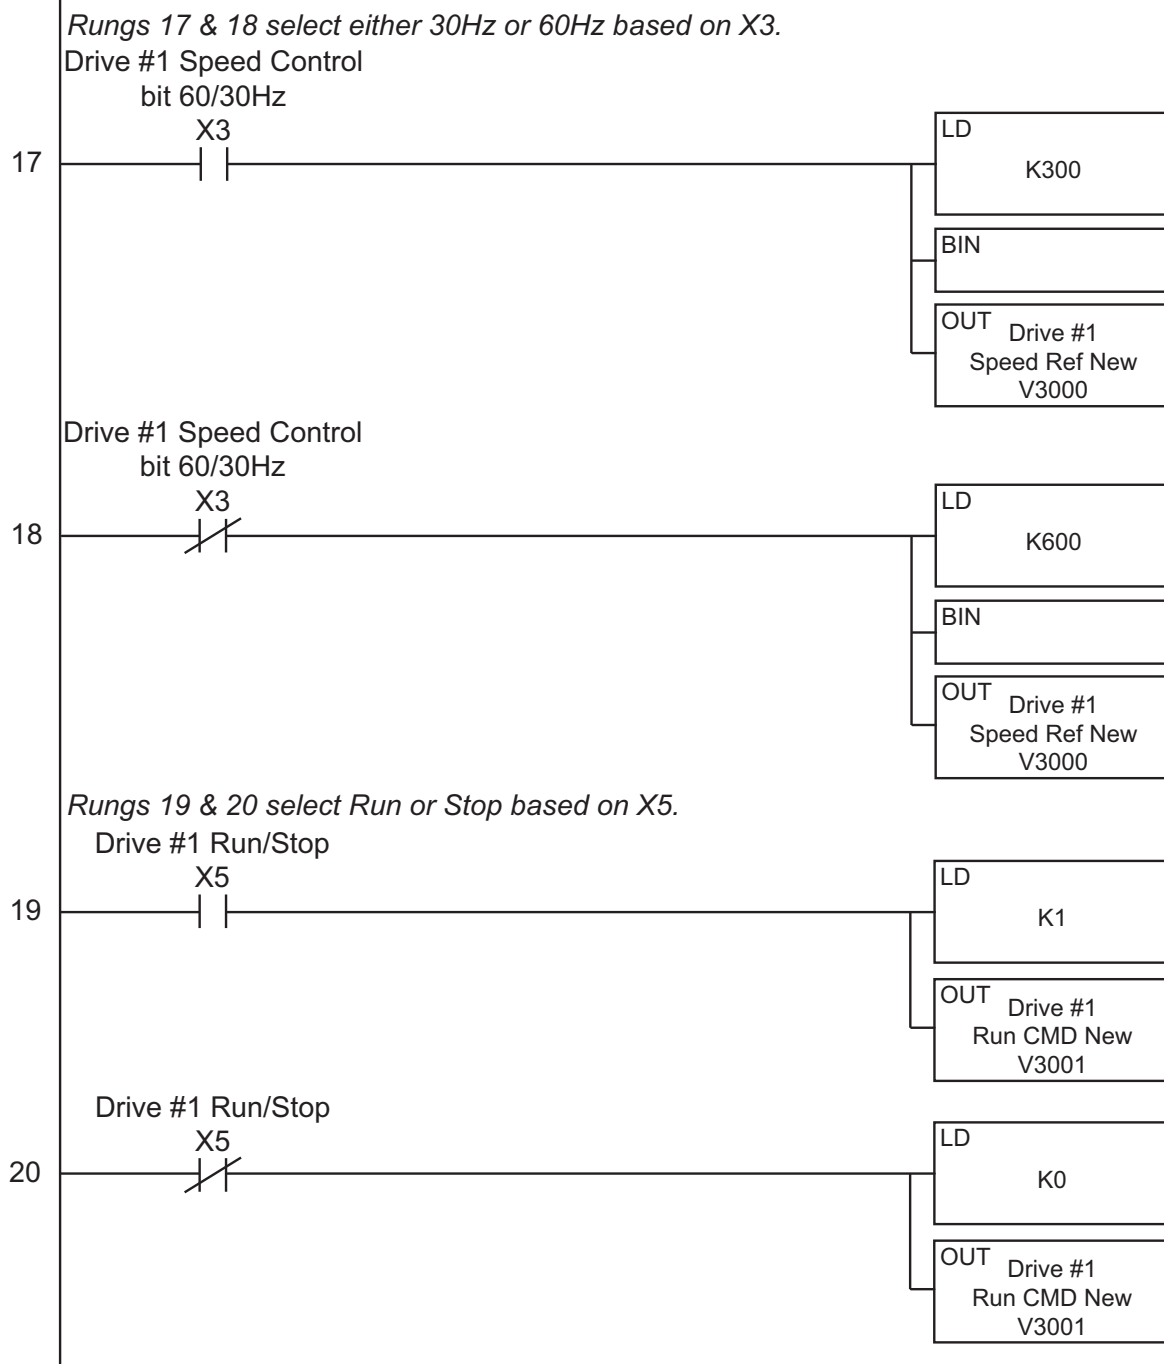 Rungs 17 & 18 select either 30Hz or 60Hz based on X3.
Drive #1 Speed Control
bit 60/30Hz
X3
17
LD
K300
BIN
OUT
Drive #1
Speed Ref New
V3000
Drive #1 Speed Control
bit 60/30Hz
X3
18
LD
K600
BIN
OUT
Drive #1
Speed Ref New
V3000
Rungs 19 & 20 select Run or Stop based on X5.
Drive #1 Run/Stop
X5
19
LD
K1
OUT
Drive #1
Run CMD New
V3001
Drive #1 Run/Stop
X5
20
LD
K0
OUT
Drive #1
Run CMD New
V3001